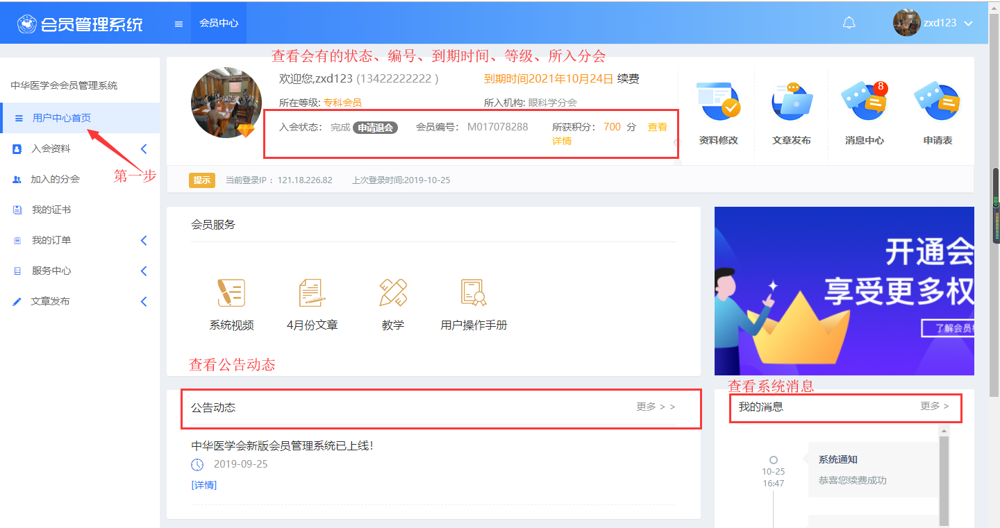 会员管理系统
会员中心
zxd123
查看会有的状态、编号、到期时间、等级、所入分会
中华医学会会员管理系统
用户中心首页
入会资料
第一步
加入的分会
我的证书
我的订单
服务中心
文章发布
欢迎您,zxd123 (13422222222 )
到期时间2021年10月24日 续费
所在等级: 专科会员
所入机构: 眼科学分会
入会状态: 完成 申请退会
会员编号: M017078288
所获积分: 700 分 查看
详情
资料修改
文章发布
8
消息中心
申请表
提示 当前登录IP : 121.18.226.82 上次登录时间:2019-10-25
会员服务
系统视频
4月份文章
教学
用户操作手册
开通会
享受更多权
了解会员
查看公告动态
公告动态
更多 > >
中华医学会新版会员管理系统已上线!
2019-09-25
[详情]
查看系统消息
我的消息
更多 >
10-25
16:47
系统通知
恭喜您续费成功